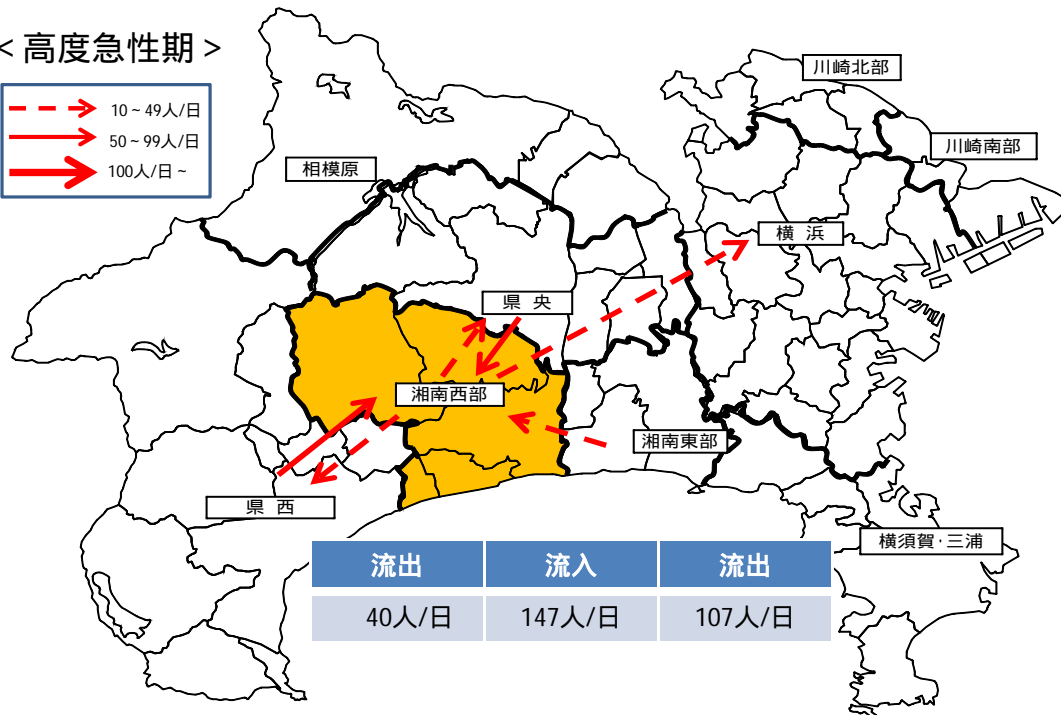 < 高度急性期 >
10~49人/日
50~99人/日
100人/日~
川崎北部
川崎南部
相模原
横 浜
県 央
湘南西部
湘南東部
県 西
横須賀・三浦
流出 流入 流出
40人/日 147人/日 107人/日